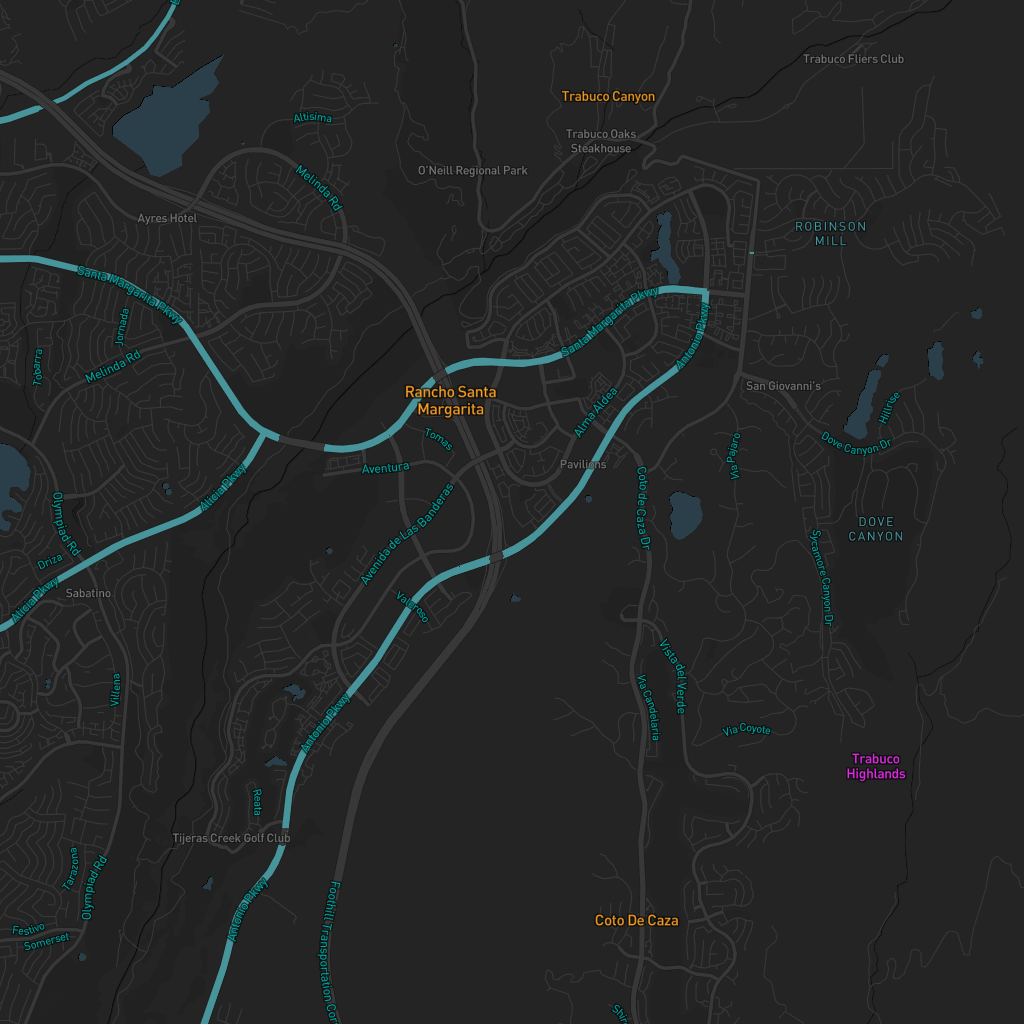 Trabuco Fliers Club
Trabuco Canyon
Altisima
Trabuco Oaks
Steakhouse
O'Neill Regional Park
Melinda Rd
Ayres Hotel
ROBINSON
MILL
Santa Margarita Pkwy
Santa Margarita Pkwy
Jornada
Antonio Pkwy
Tobarra
Melinda Rd
Rancho Santa
Margarita
San Giovanni's
Hillrise
Alma Aldea
Tomas
Dove Canyon Dr
Via Pajaro
Aventura
Pavilions
Alicia Pkwy
Coto de Caza Dr
Olympiad Rd
Avenida de Las Banderas
DOVE
CANYON
Driza
Sycamore Canyon Dr
Sabatino
Alicia Pkwy
Valeroso
Vista del Verde
Villena
Via Candelaria
Antonio Pkwy
Via Coyote
Trabuco
Highlands
Reata
Tijeras Creek Golf Club
Tarazona
Olympiad Rd
Antonio Pkwy
Foothill Transportation Cor
Coto De Caza
Festivo
Somerset
Shir